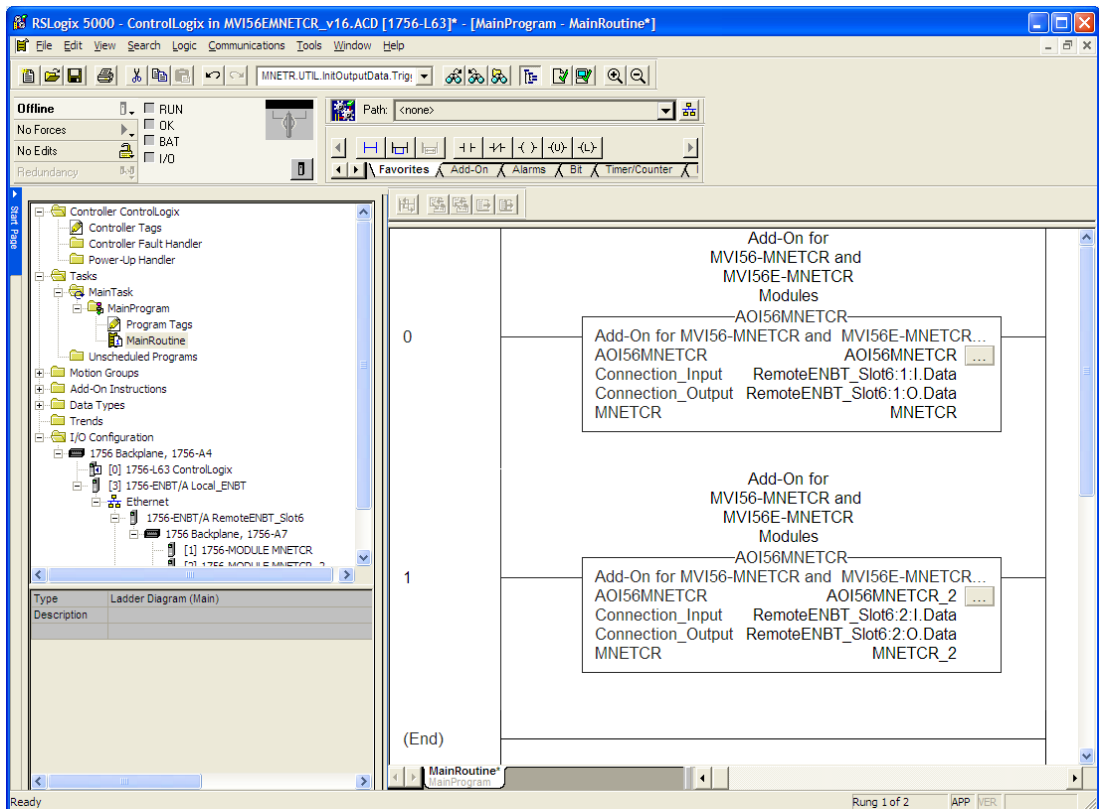 RSLogix 5000 - ControlLogix in MVI56EMNETCR_v16.ACD [1756-L63]* - [MainProgram - MainRoutine*]
File Edit View Search Logic Communications Tools Window Help
MNETR.UTIL.InitOutputData.Trig
Offline
RUN
No Forces
OK
No Edits
BAT
Redundancy
I/O
Path: <none>
Favorites Add-On Alarms Bit Timer/Counter
Start Page
Controller ControlLogix
Controller Tags
Controller Fault Handler
Power-Up Handler
Tasks
MainTask
MainProgram
Program Tags
MainRoutine
Unscheduled Programs
Motion Groups
Add-On Instructions
Data Types
Trends
I/O Configuration
1756 Backplane, 1756-A4
[0] 1756-L63 ControlLogix
[3] 1756-ENBT/A Local_ENBT
Ethernet
1756-ENBT/A RemoteENBT_Slot6
1756 Backplane, 1756-A7
[1] 1756-MODULE MNETCR
[2] 1756-MODULE MNETCR_2
Type Ladder Diagram (Main)
Description
Add-On for
MVI56-MNETCR and
MVI56E-MNETCR
Modules
AOI56MNETCR
0
Add-On for MVI56-MNETCR and MVI56E-MNETCR...
AOI56MNETCR AOI56MNETCR ...
Connection_Input RemoteENBT_Slot6:1:I.Data
Connection_Output RemoteENBT_Slot6:1:O.Data
MNETCR MNETCR
Add-On for
MVI56-MNETCR and
MVI56E-MNETCR
Modules
AOI56MNETCR
1
Add-On for MVI56-MNETCR and MVI56E-MNETCR...
AOI56MNETCR AOI56MNETCR_2 ...
Connection_Input RemoteENBT_Slot6:2:I.Data
Connection_Output RemoteENBT_Slot6:2:O.Data
MNETCR MNETCR_2
(End)
MainRoutine*
MainProgram
Ready
Rung 1 of 2 APP VER